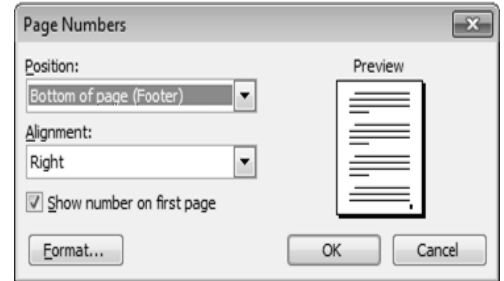 Page Numbers
Position:
Preview
Bottom of page (Footer)
Alignment:
Right
Show number on first page
Format...
OK
Cancel